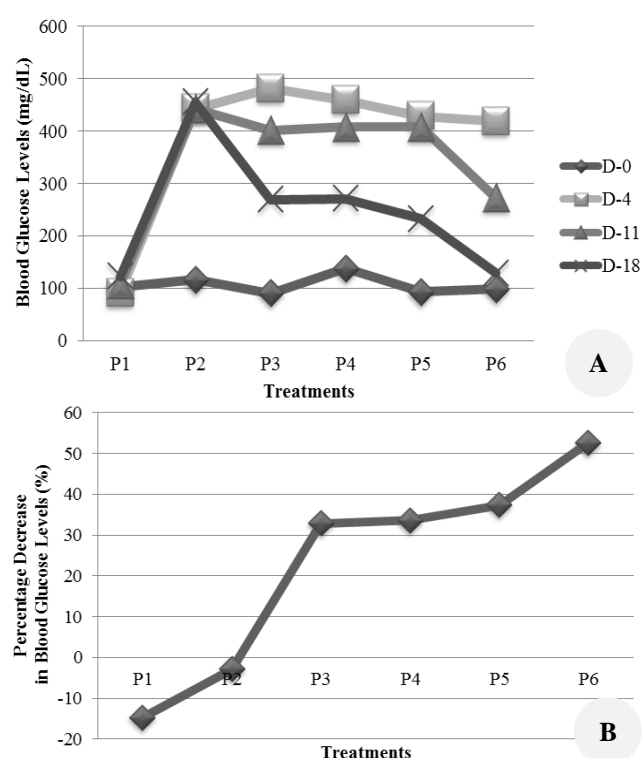 600
500
400
300
200
100
0
Blood Glucose Levels (mg/dL)
P1 P2 P3 P4 P5 P6
Treatments
D-0
D-4
D-11
D-18
A
60
50
40
30
20
10
0
-10
-20
Percentage Decrease
in Blood Glucose Levels (%)
P1 P2 P3 P4 P5 P6
Treatments
B